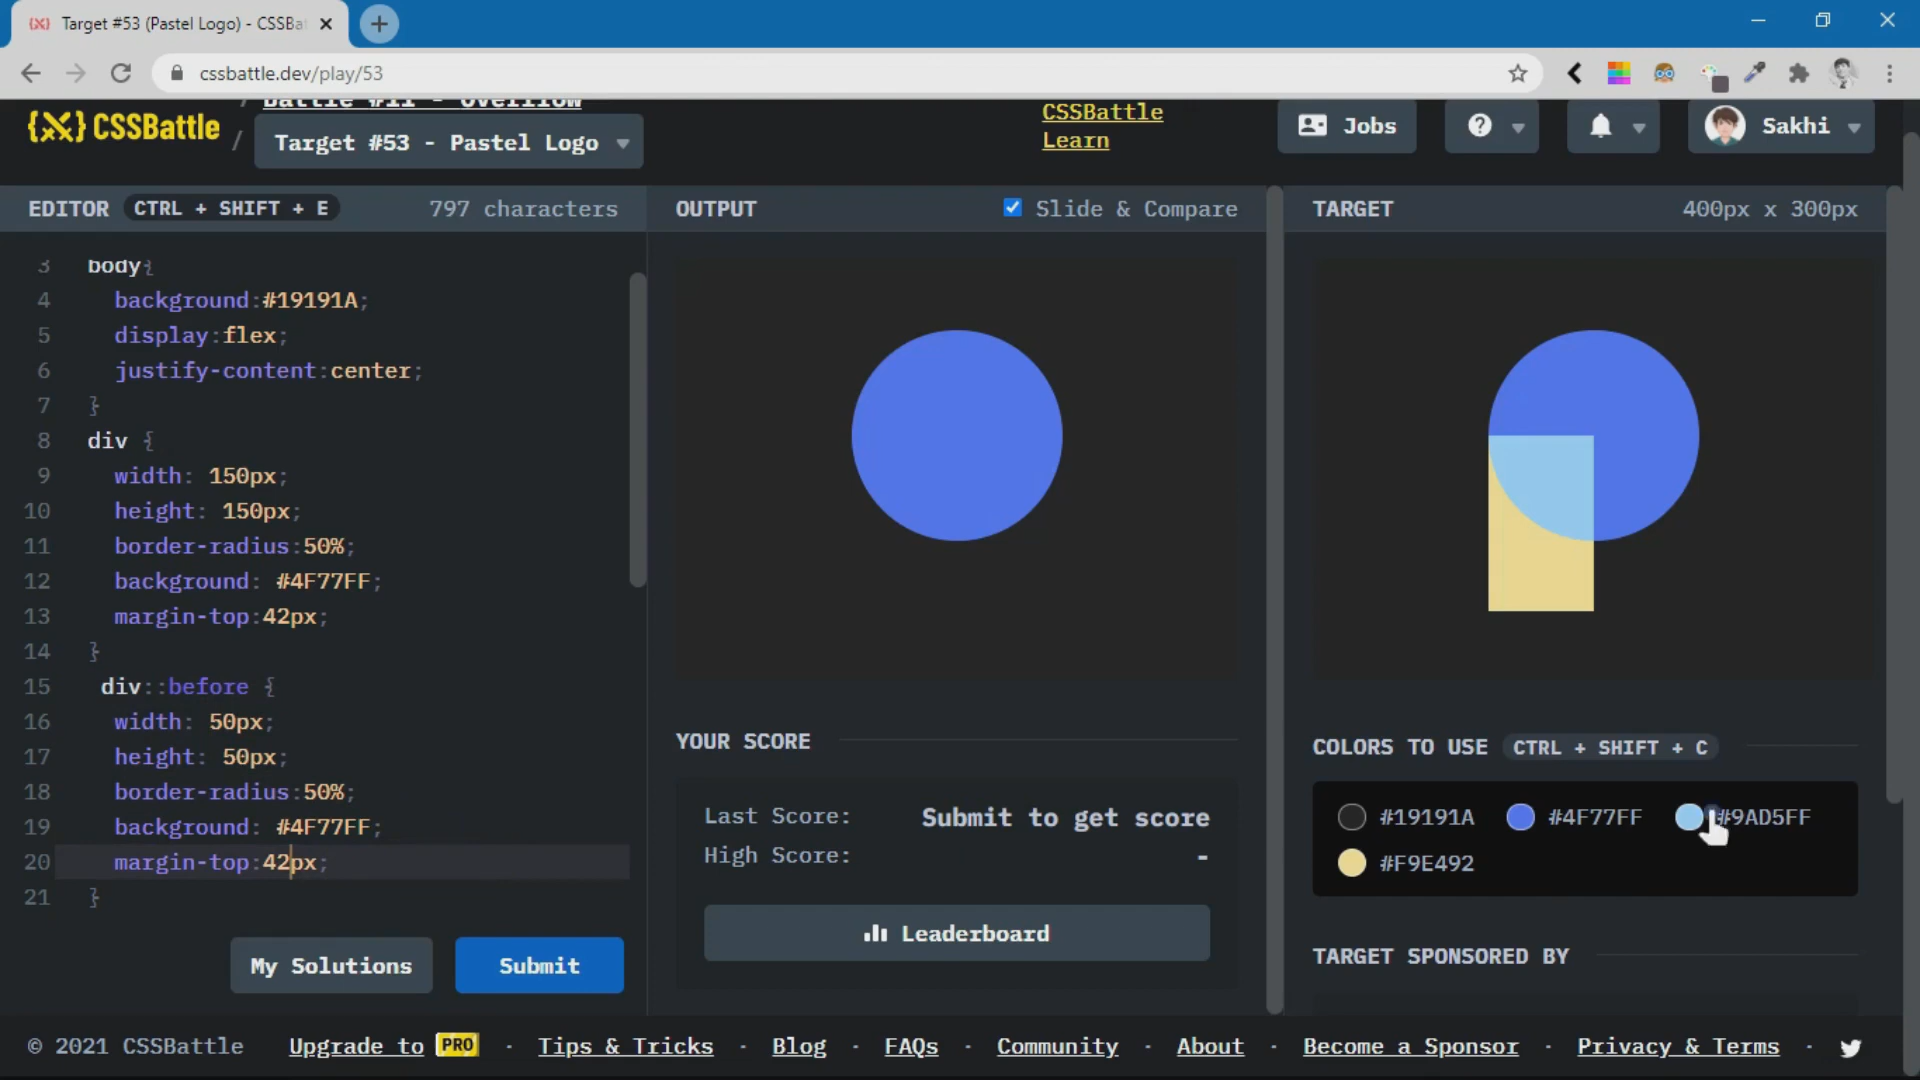 Target #53 (Pastel Logo) - CSSBa
cssbattle.dev/play/53
{X} CSSBattle
/ Battle #11 - Overflow
/ Target #53 - Pastel Logo
CSSBattle
Learn
Jobs
Sakhi
EDITOR CTRL + SHIFT + E 797 characters
3 body{
4 background:#19191A;
5 display:flex;
6 justify-content:center;
7 }
8 div {
9 width: 150px;
10 height: 150px;
11 border-radius:50%;
12 background: #4F77FF;
13 margin-top:42px;
14 }
15 div::before {
16 width: 50px;
17 height: 50px;
18 border-radius:50%;
19 background: #4F77FF;
20 margin-top:42px;
21 }
My Solutions
Submit
OUTPUT Slide & Compare
YOUR SCORE
Last Score: Submit to get score
High Score: -
Leaderboard
TARGET 400px x 300px
COLORS TO USE CTRL + SHIFT + C
#19191A #4F77FF #9AD5FF
#F9E492
TARGET SPONSORED BY
© 2021 CSSBattle Upgrade to PRO · Tips & Tricks · Blog · FAQs · Community · About · Become a Sponsor · Privacy & Terms ·